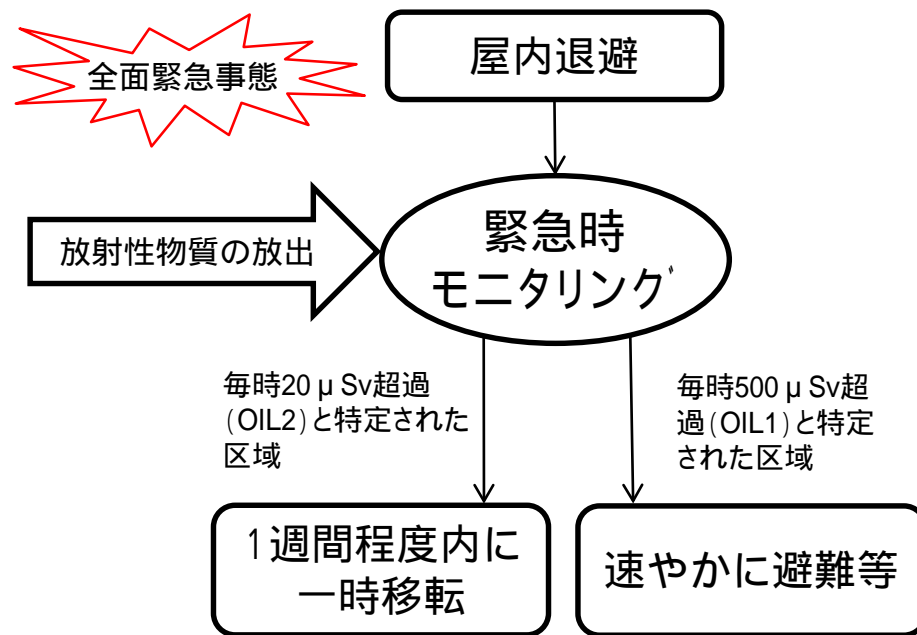 全面緊急事態
屋内退避
放射性物質の放出
緊急時
モニタリングﾞ
毎時20μSv超過
(OIL2)と特定された
区域
毎時500μSv超
過(OIL1)と特定
された区域
1週間程度内に
一時移転
速やかに避難等